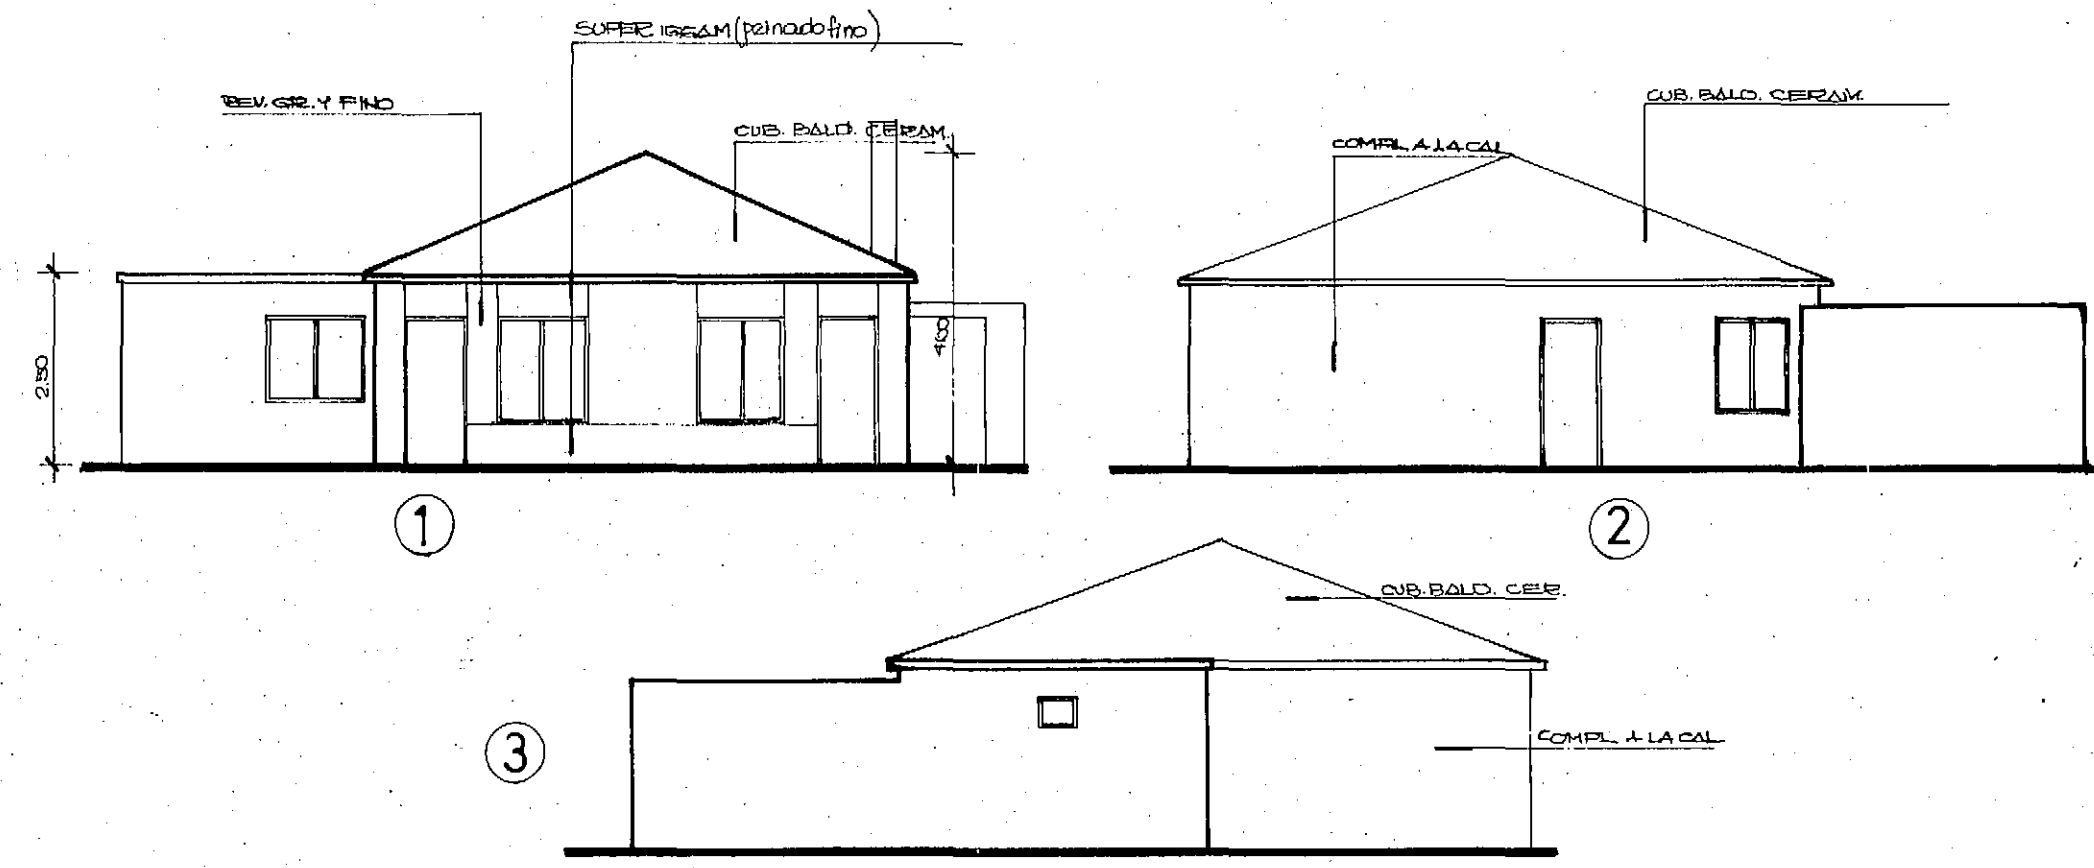 SUPER IGGAM (peinado fino)
REV. GR. Y FINO
CUB. BALD. CERAM.
2.50
4.60
1
CUB. BALD. CERAM.
COMPL. A LA CAL
2
CUB. BALD. CER.
COMPL. A LA CAL
3